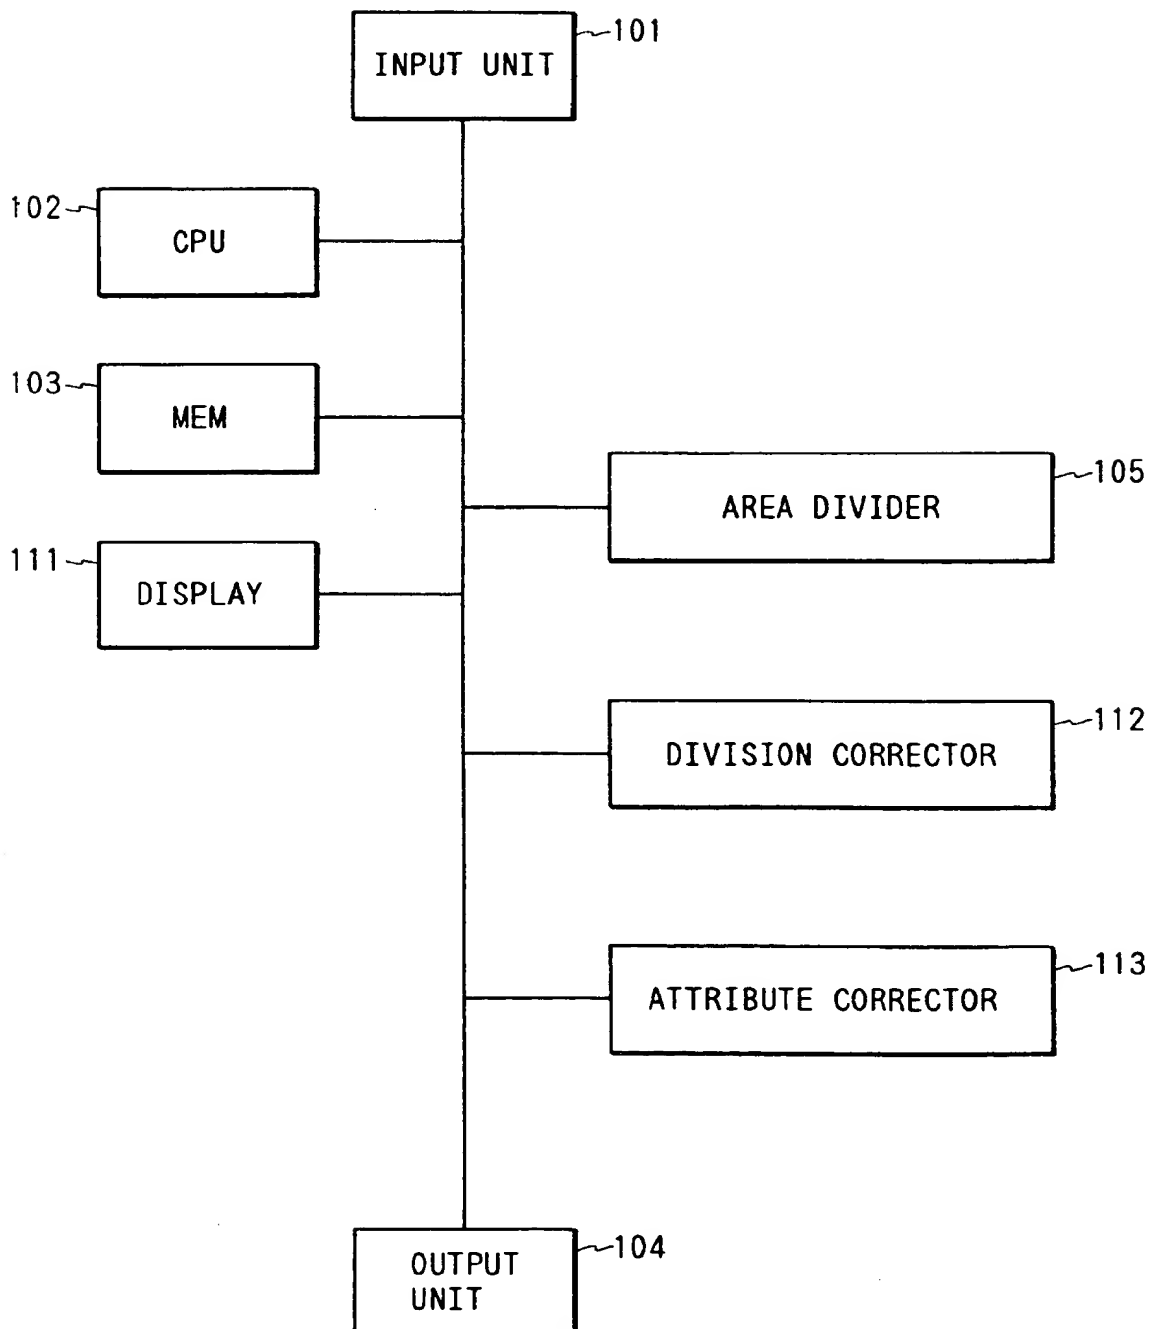 101
INPUT UNIT
102
CPU
103
MEM
105
AREA DIVIDER
111
DISPLAY
112
DIVISION CORRECTOR
113
ATTRIBUTE CORRECTOR
104
OUTPUT
UNIT